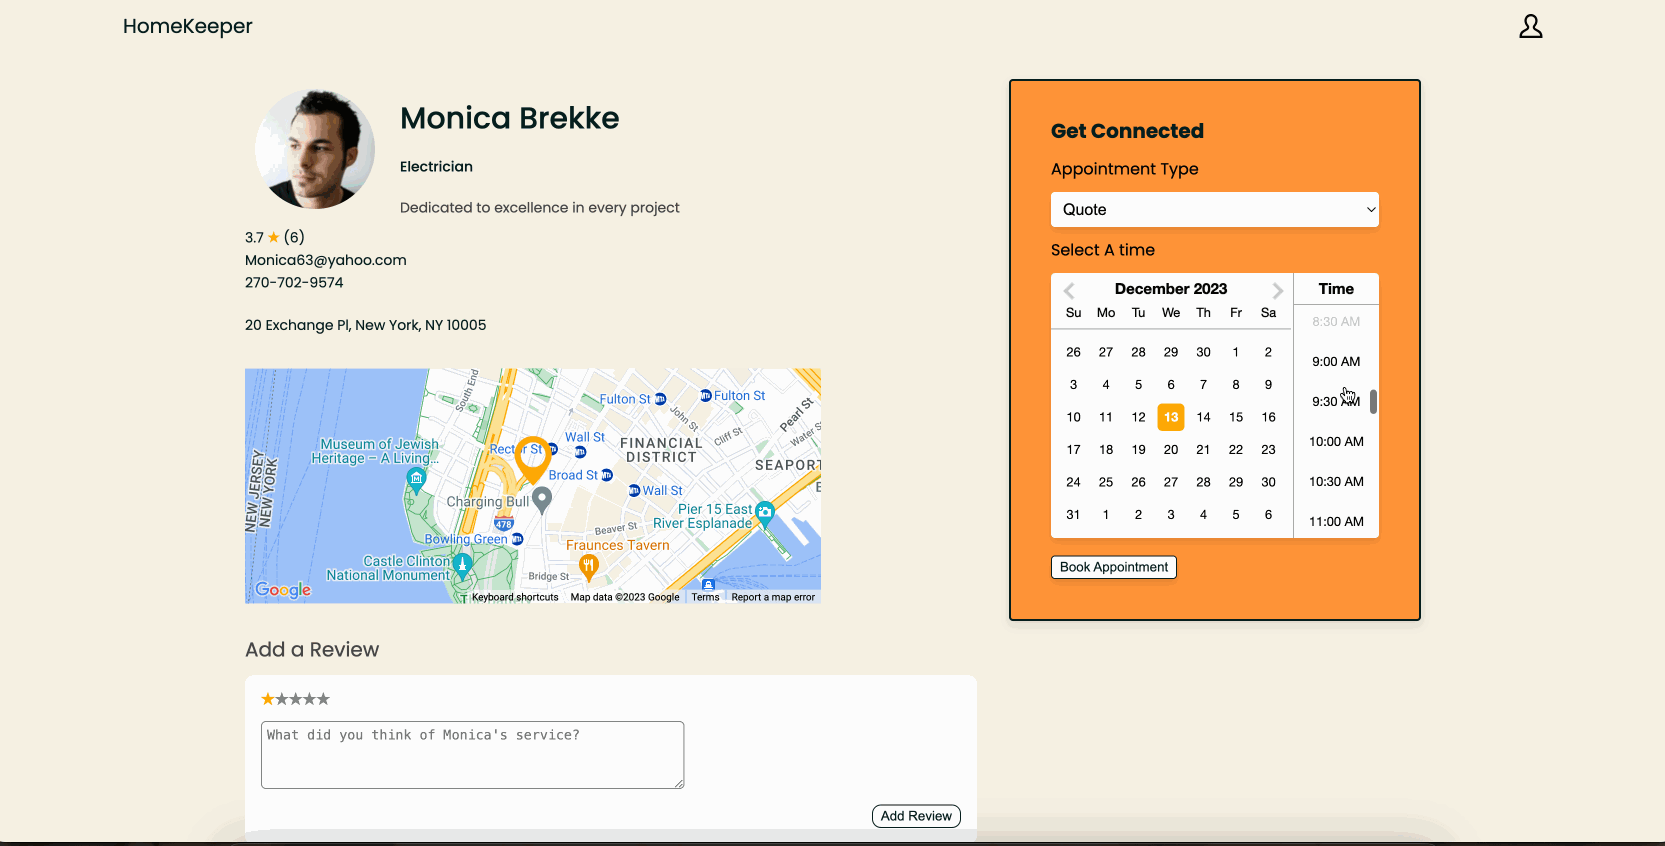 HomeKeeper
Monica Brekke
Electrician
Dedicated to excellence in every project
3.7 ★ (6)
Monica63@yahoo.com
270-702-9574
20 Exchange Pl, New York, NY 10005
South End
Fulton St
Fulton St
Pearl St
John St
Cliff St
Water St
Museum of Jewish
Heritage – A Living...
Wall St
Rector St
FINANCIAL
DISTRICT
SEAPORT
Broad St
Wall St
NEW JERSEY
NEW YORK
Charging Bull
478
Pier 15 East
River Esplanade
Beaver St
Bowling Green
Fraunces Tavern
Castle Clinton
National Monument
Bridge St
Google
Keyboard shortcuts
Map data ©2023 Google
Terms
Report a map error
Add a Review
★★★★★
What did you think of Monica's service?
Add Review
Get Connected
Appointment Type
Quote
Select A time
December 2023
Su Mo Tu We Th Fr Sa
26 27 28 29 30 1 2
3 4 5 6 7 8 9
10 11 12 13 14 15 16
17 18 19 20 21 22 23
24 25 26 27 28 29 30
31 1 2 3 4 5 6
Time
8:30 AM
9:00 AM
9:30 AM
10:00 AM
10:30 AM
11:00 AM
Book Appointment